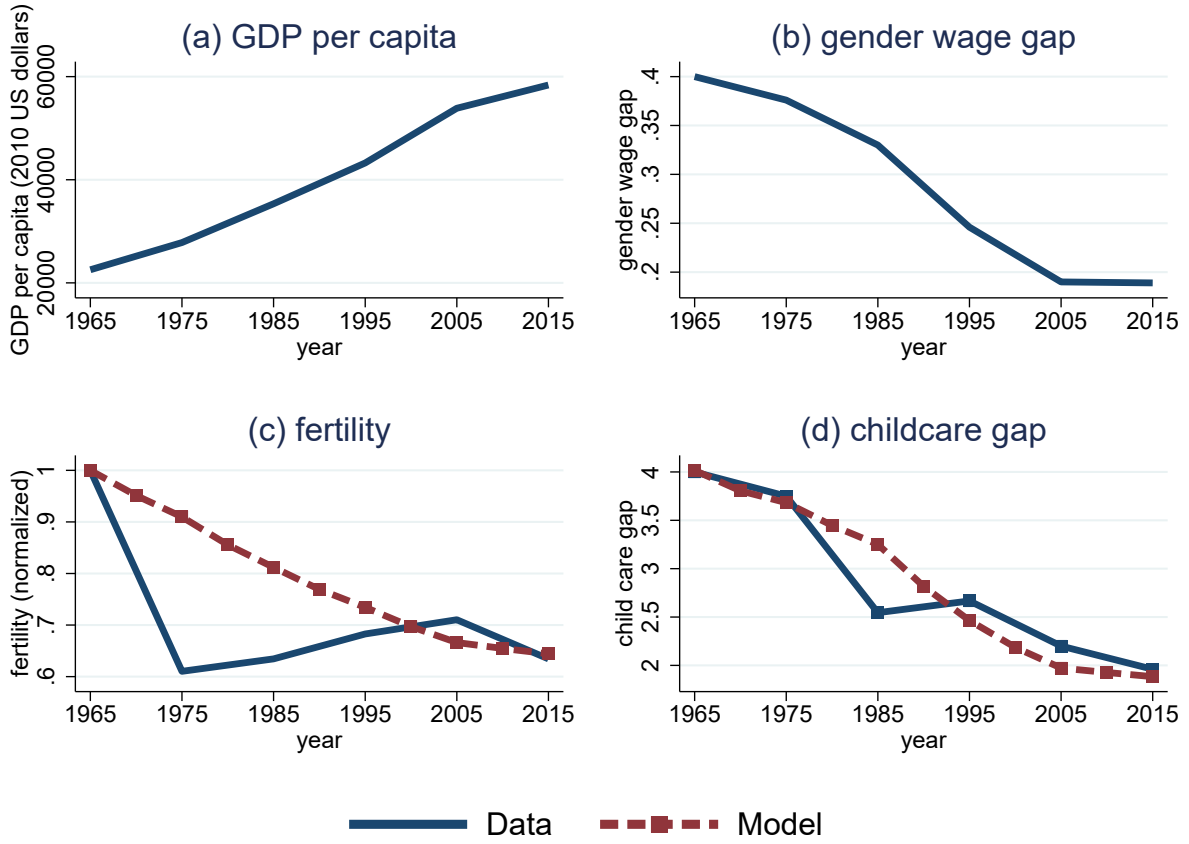 (a) GDP per capita
GDP per capita (2010 US dollars)
60000
40000
20000
1965 1975 1985 1995 2005 2015
year
(b) gender wage gap
gender wage gap
.4
.35
.3
.25
.2
1965 1975 1985 1995 2005 2015
year
(c) fertility
fertility (normalized)
1
.9
.8
.7
.6
1965 1975 1985 1995 2005 2015
year
(d) childcare gap
child care gap
4
3.5
3
2.5
2
1965 1975 1985 1995 2005 2015
year
Data Model